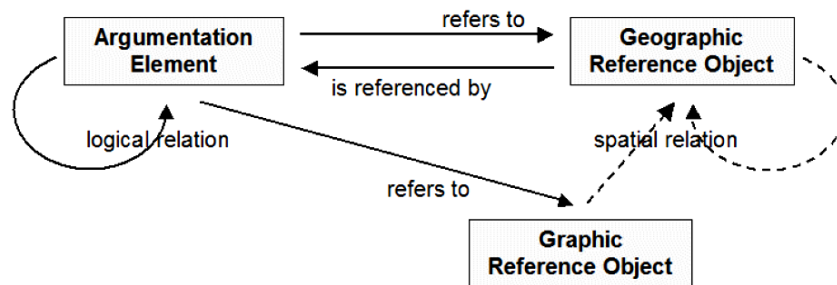 refers to
Argumentation
Element
Geographic
Reference Object
is referenced by
logical relation
spatial relation
refers to
Graphic
Reference Object